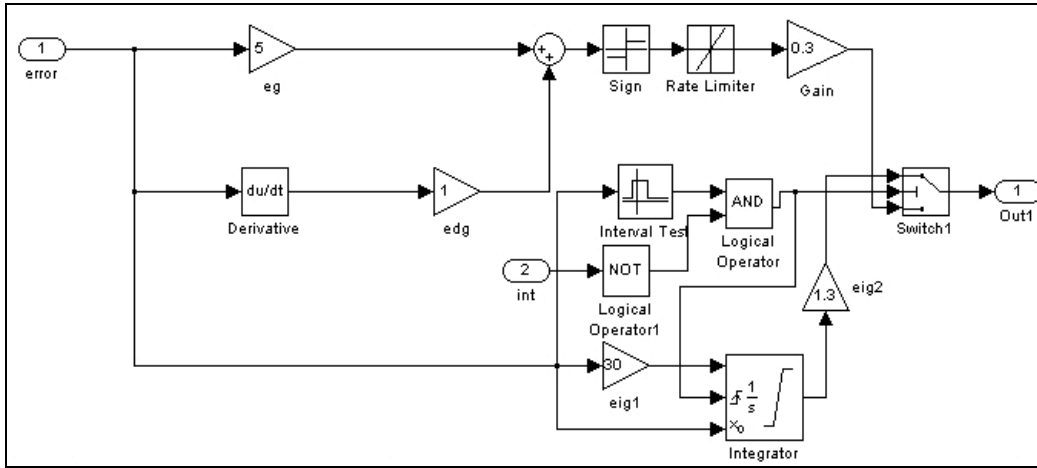 1
error
5
eg
+
+
Sign
Rate Limiter
0.3
Gain
du/dt
Derivative
1
edg
Interval Test
AND
Logical
Operator
Switch1
1
Out1
2
int
NOT
Logical
Operator1
1.3
eig2
30
eig1
1
s
x₀
Integrator